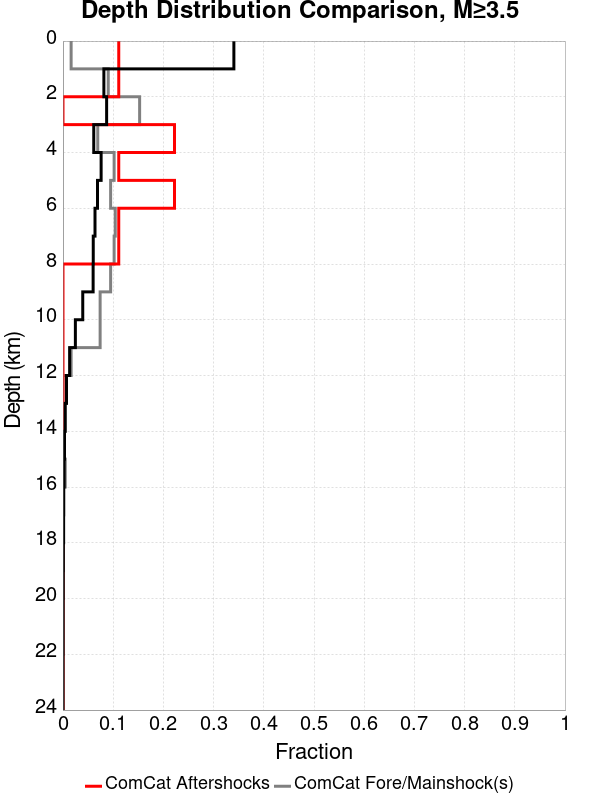 Depth Distribution Comparison, M≥3.5
0
2
4
6
8
10
12
14
16
18
20
22
24
Depth (km)
0 0.1 0.2 0.3 0.4 0.5 0.6 0.7 0.8 0.9 1
Fraction
ComCat Aftershocks ComCat Fore/Mainshock(s)